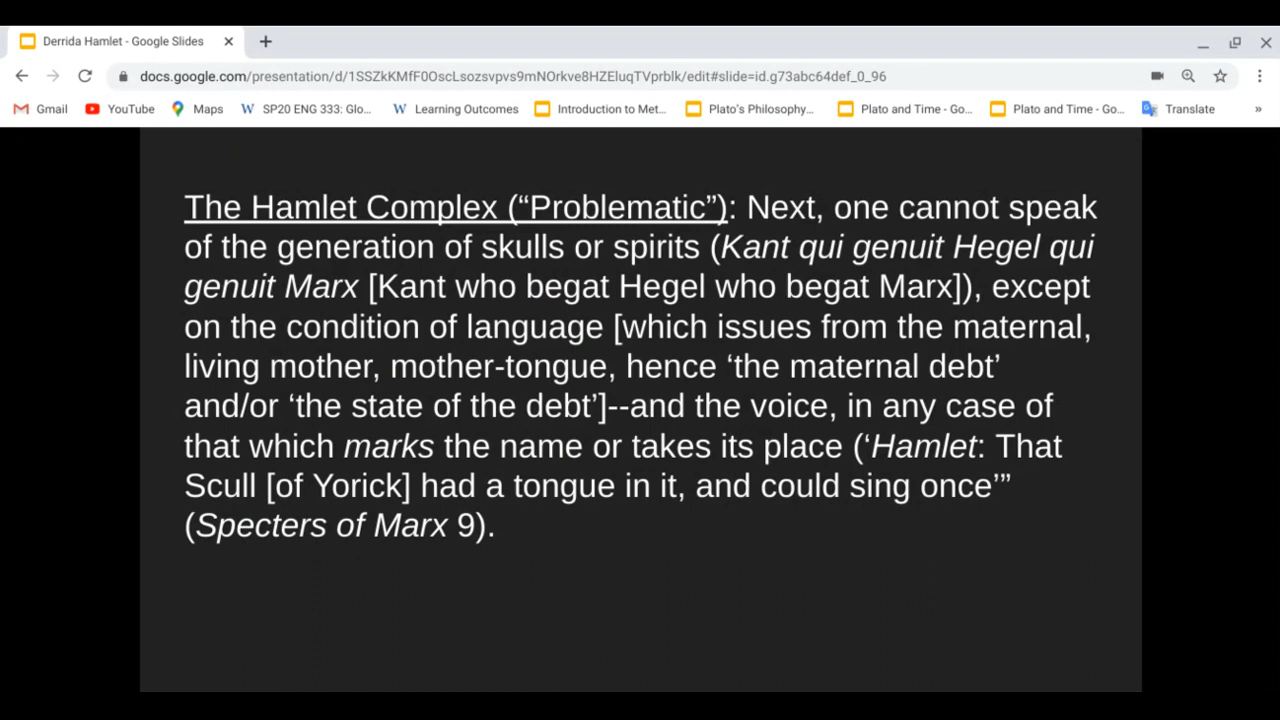 Derrida Hamlet - Google Slides
docs.google.com/presentation/d/1SSZkKMfF0OscLsozsvpvs9mNOrkve8HZEluqTVprblk/edit#slide=id.g73abc64def_0_96
Gmail YouTube Maps SP20 ENG 333: Glo... Learning Outcomes Introduction to Met... Plato's Philosophy... Plato and Time - Go... Plato and Time - Go... Translate »
The Hamlet Complex (“Problematic”): Next, one cannot speak
of the generation of skulls or spirits (Kant qui genuit Hegel qui
genuit Marx [Kant who begat Hegel who begat Marx]), except
on the condition of language [which issues from the maternal,
living mother, mother-tongue, hence ‘the maternal debt’
and/or ‘the state of the debt’]--and the voice, in any case of
that which marks the name or takes its place (‘Hamlet: That
Scull [of Yorick] had a tongue in it, and could sing once’”
(Specters of Marx 9).